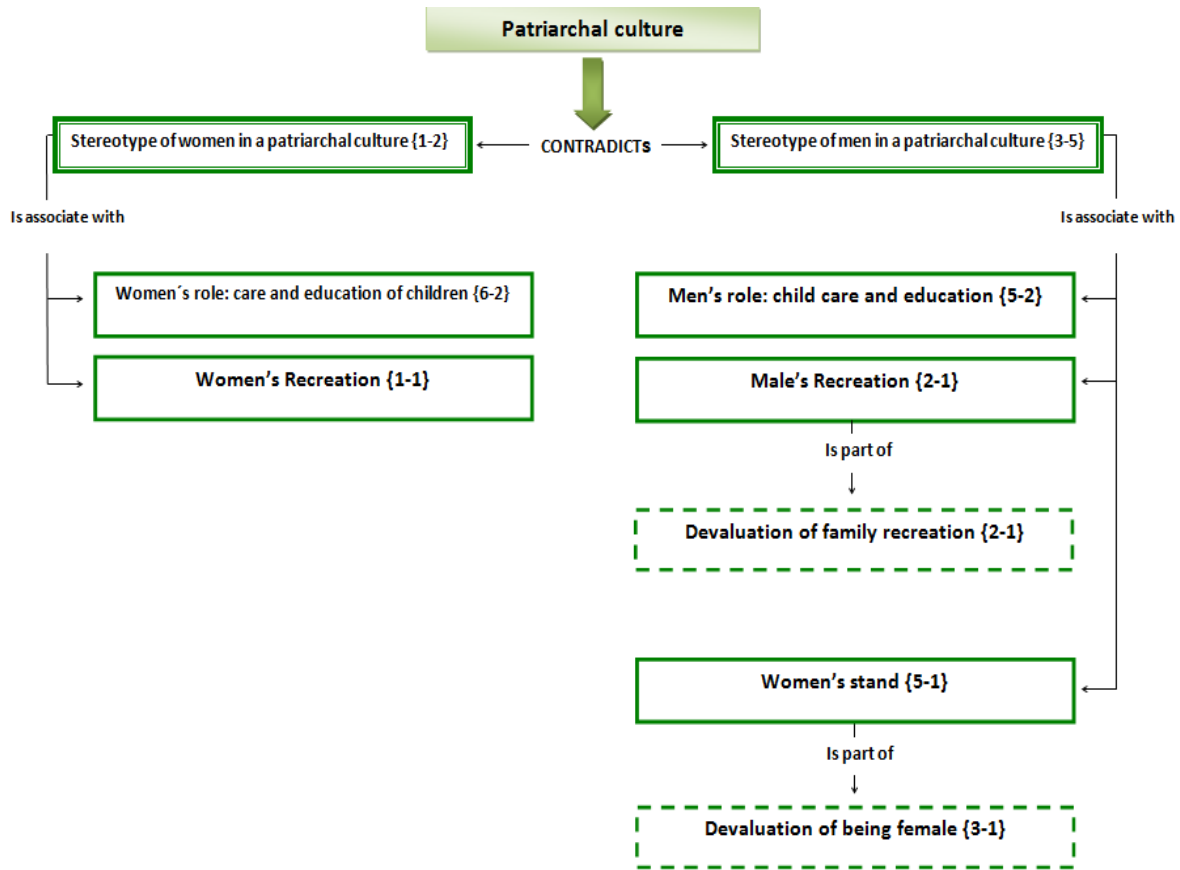 Patriarchal culture
Stereotype of women in a patriarchal culture {1-2}
CONTRADICTs
Stereotype of men in a patriarchal culture {3-5}
Is associate with
Is associate with
Women´s role: care and education of children {6-2}
Men’s role: child care and education {5-2}
Women’s Recreation {1-1}
Male’s Recreation {2-1}
Is part of
Devaluation of family recreation {2-1}
Women’s stand {5-1}
Is part of
Devaluation of being female {3-1}